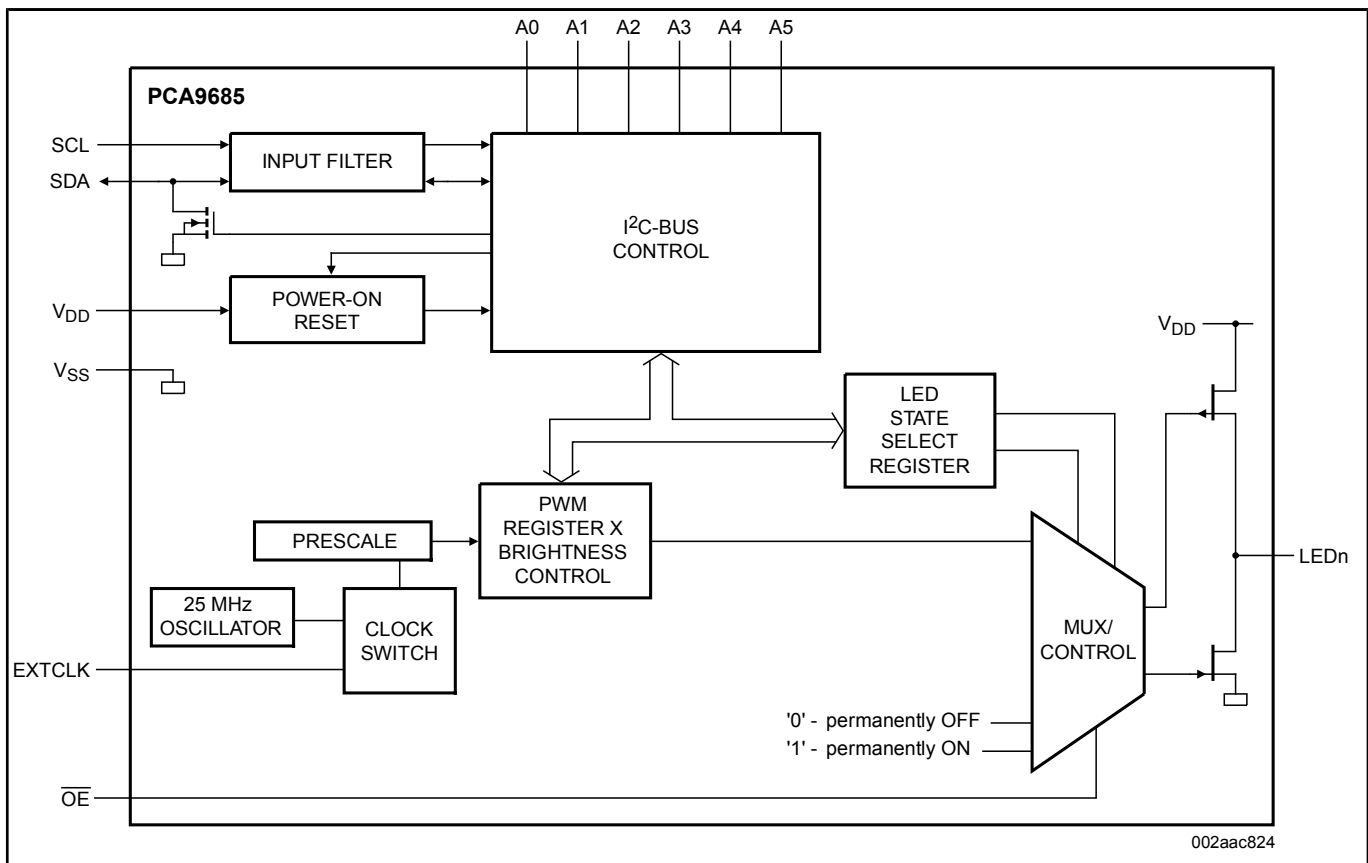 A0 A1 A2 A3 A4 A5
PCA9685
SCL
INPUT FILTER
SDA
I²C-BUS
CONTROL
POWER-ON
RESET
VDD
VSS
VDD
LED
STATE
SELECT
REGISTER
PWM
REGISTER X
BRIGHTNESS
CONTROL
PRESCALE
LEDn
25 MHz
OSCILLATOR
CLOCK
SWITCH
MUX/
CONTROL
EXTCLK
'0' - permanently OFF
'1' - permanently ON
O̅E̅
002aac824